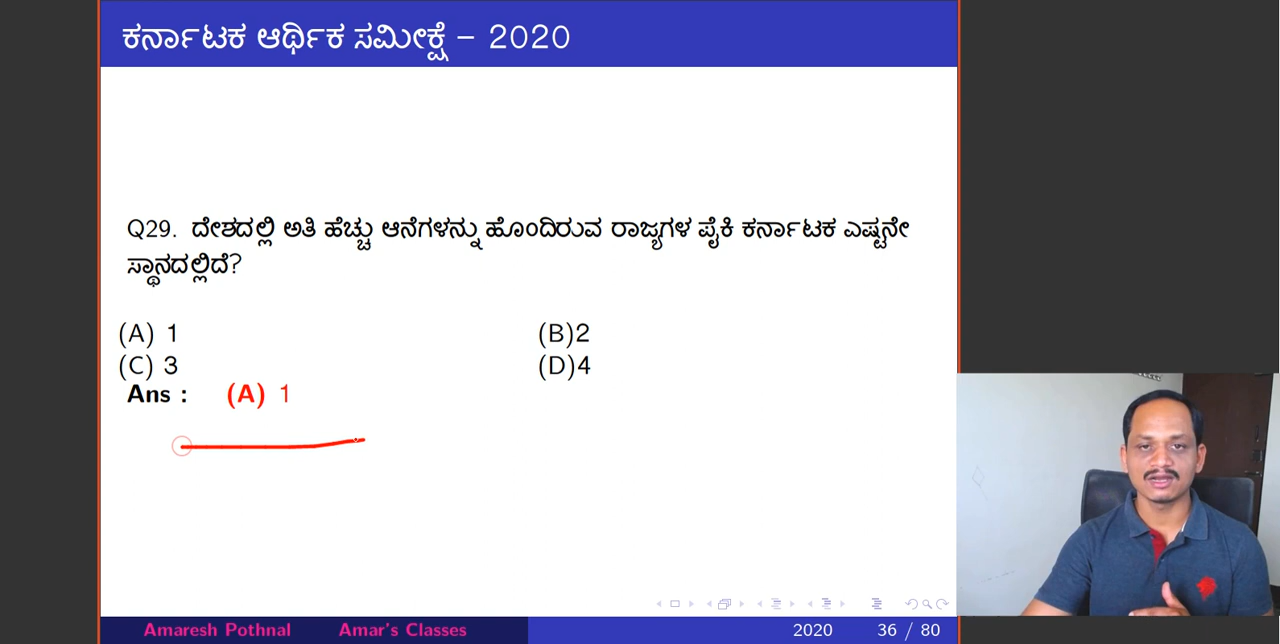 ಕರ್ನಾಟಕ ಆರ್ಥಿಕ ಸಮೀಕ್ಷೆ – 2020
Q29. ದೇಶದಲ್ಲಿ ಅತಿ ಹೆಚ್ಚು ಆನೆಗಳನ್ನು ಹೊಂದಿರುವ ರಾಜ್ಯಗಳ ಪೈಕಿ ಕರ್ನಾಟಕ ಎಷ್ಟನೇ
ಸ್ಥಾನದಲ್ಲಿದೆ?
(A) 1 (B)2
(C) 3 (D)4
Ans : (A) 1
Amaresh Pothnal Amar's Classes 2020 36 / 80